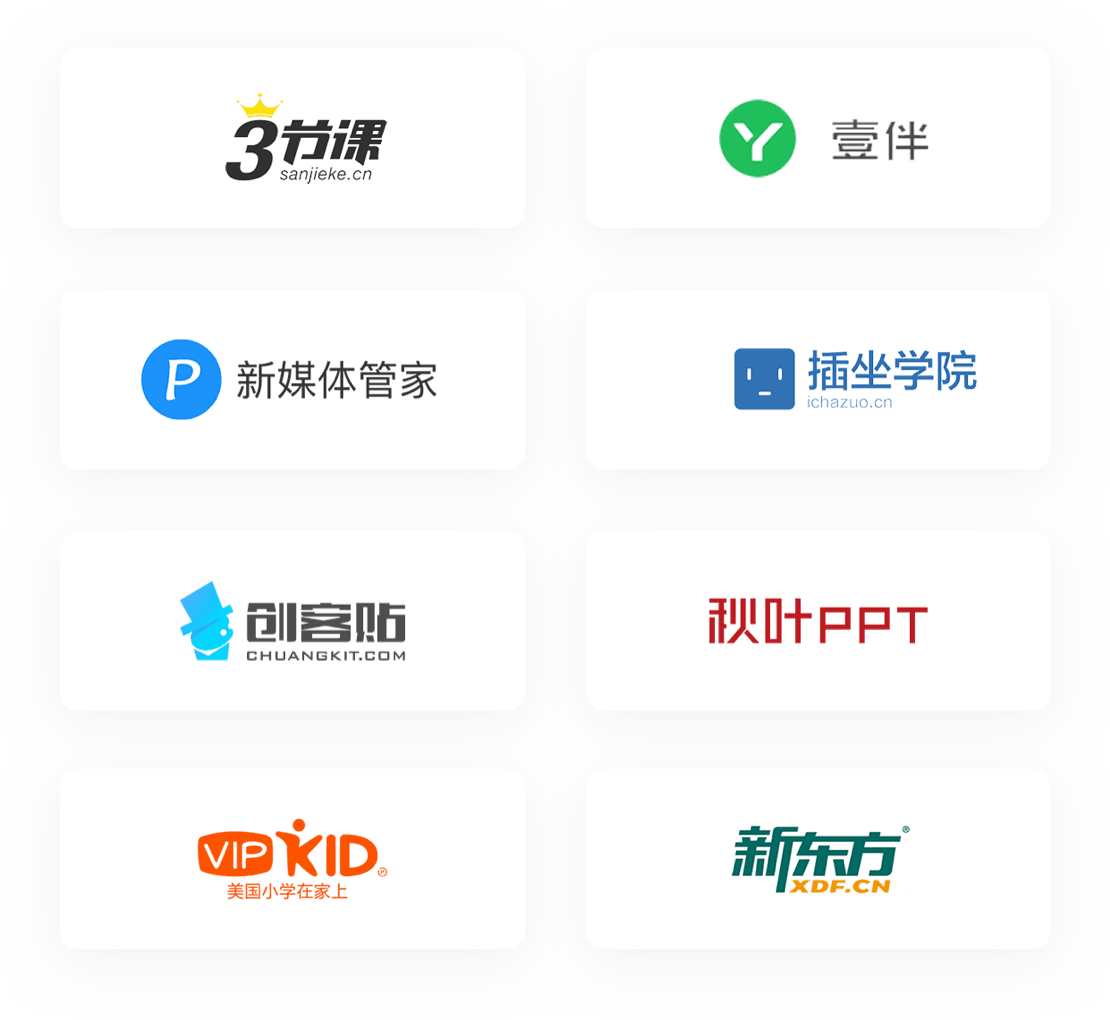 3节课
sanjieke.cn
Y 壹伴
P 新媒体管家
插坐学院
ichazuo.cn
创客贴
CHUANGKIT.COM
秋叶PPT
VIPKID
美国小学在家上
新东方®
XDF.CN